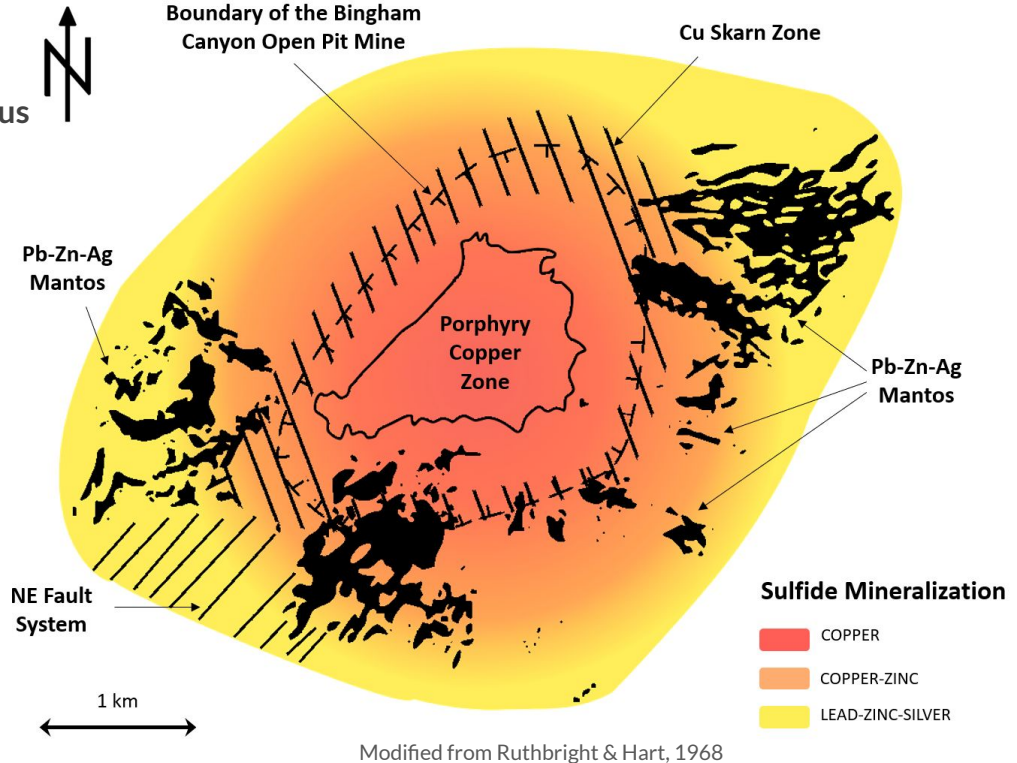 Boundary of the Bingham
Canyon Open Pit Mine
Cu Skarn Zone
N
us
Pb-Zn-Ag
Mantos
Porphyry
Copper
Zone
Pb-Zn-Ag
Mantos
NE Fault
System
Sulfide Mineralization
COPPER
COPPER-ZINC
LEAD-ZINC-SILVER
1 km
Modified from Ruthbright & Hart, 1968